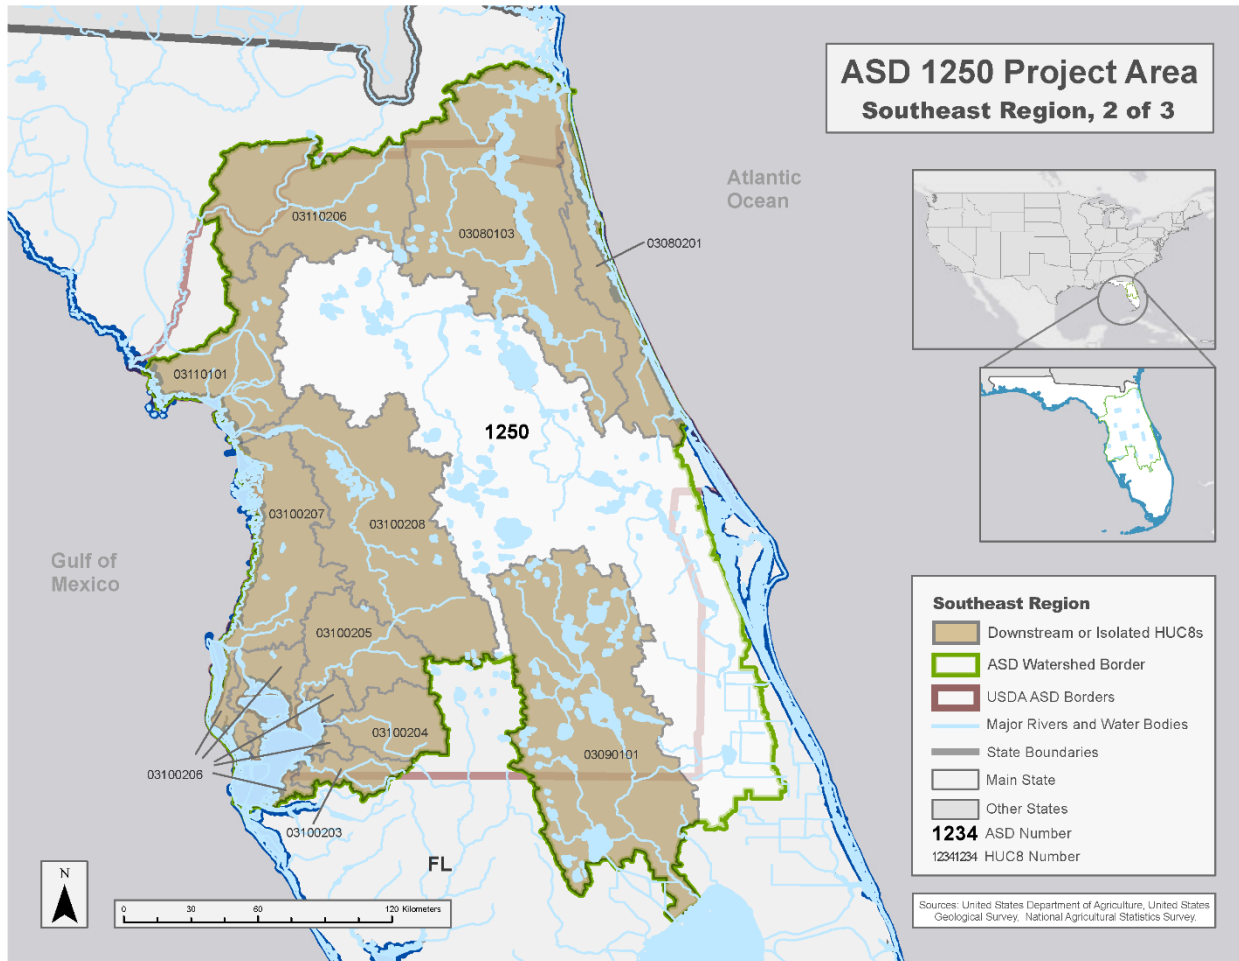 ASD 1250 Project Area
Southeast Region, 2 of 3
Atlantic
Ocean
03110206
03080103
03080201
03110101
1250
03100207
03100208
Gulf of
Mexico
03100205
03100204
03090101
03100206
03100203
FL
Southeast Region
Downstream or Isolated HUC8s
ASD Watershed Border
USDA ASD Borders
Major Rivers and Water Bodies
State Boundaries
Main State
Other States
1234 ASD Number
12341234 HUC8 Number
N
0 30 60 120 Kilometers
Sources: United States Department of Agriculture, United States
Geological Survey, National Agricultural Statistics Survey.